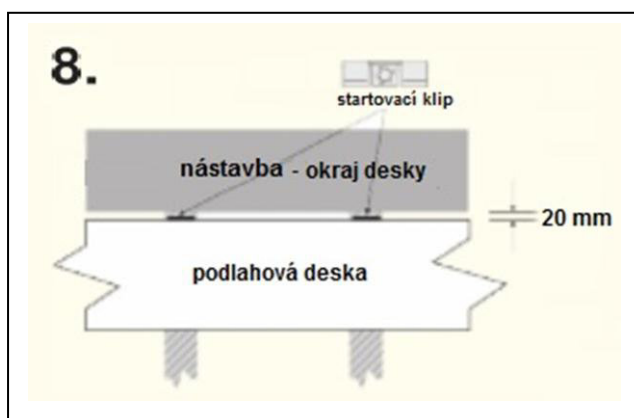 8.
startovací klip
nástavba - okraj desky
20 mm
podlahová deska